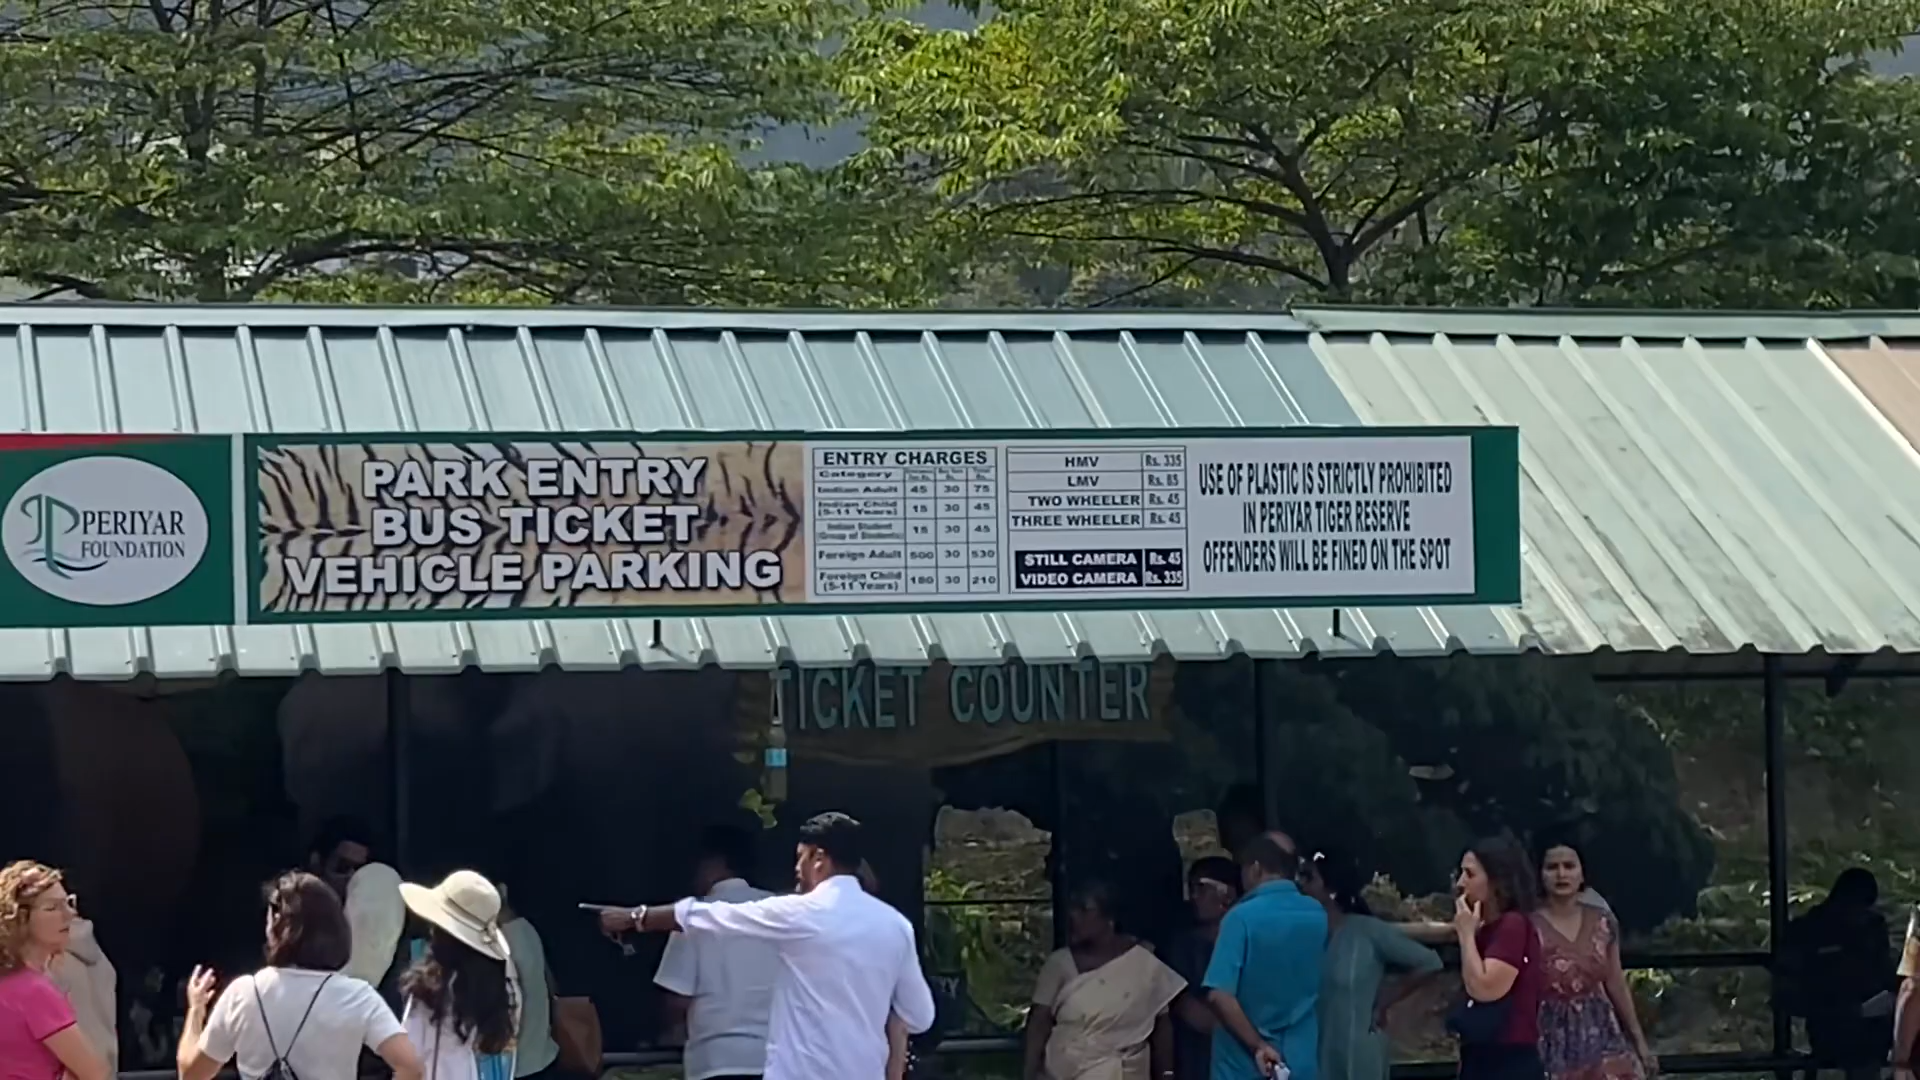 PERIYAR
FOUNDATION
PARK ENTRY
BUS TICKET
VEHICLE PARKING
ENTRY CHARGES
Category
Indian Adult 45 30 75
Indian Child
(5-11 Years) 15 30 45
Indian Student
(Group of Students) 15 30 45
Foreign Adult 500 30 530
Foreign Child
(5-11 Years) 180 30 210
HMV Rs. 335
LMV Rs. 85
TWO WHEELER Rs. 45
THREE WHEELER Rs. 45
STILL CAMERA Rs. 45
VIDEO CAMERA Rs. 335
USE OF PLASTIC IS STRICTLY PROHIBITED
IN PERIYAR TIGER RESERVE
OFFENDERS WILL BE FINED ON THE SPOT
TICKET COUNTER